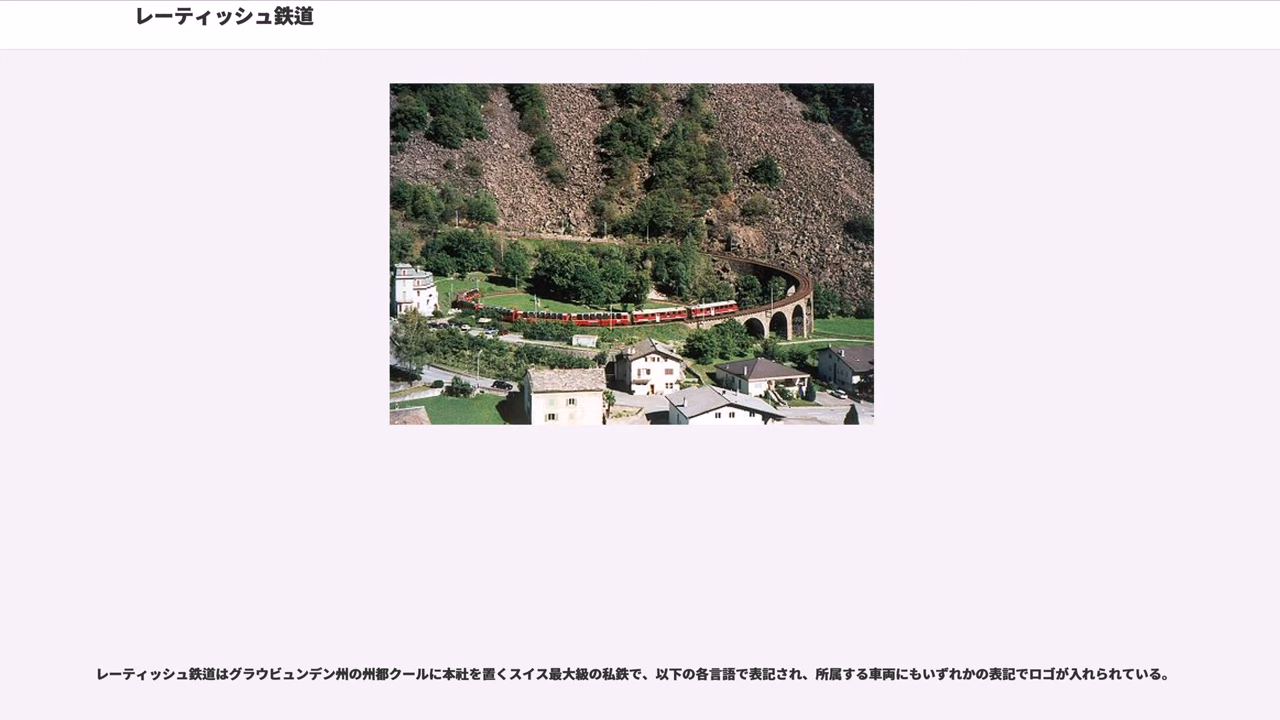 レーティッシュ鉄道
レーティッシュ鉄道はグラウビュンデン州の州都クールに本社を置くスイス最大級の私鉄で、以下の各言語で表記され、所属する車両にもいずれかの表記でロゴが入れられている。